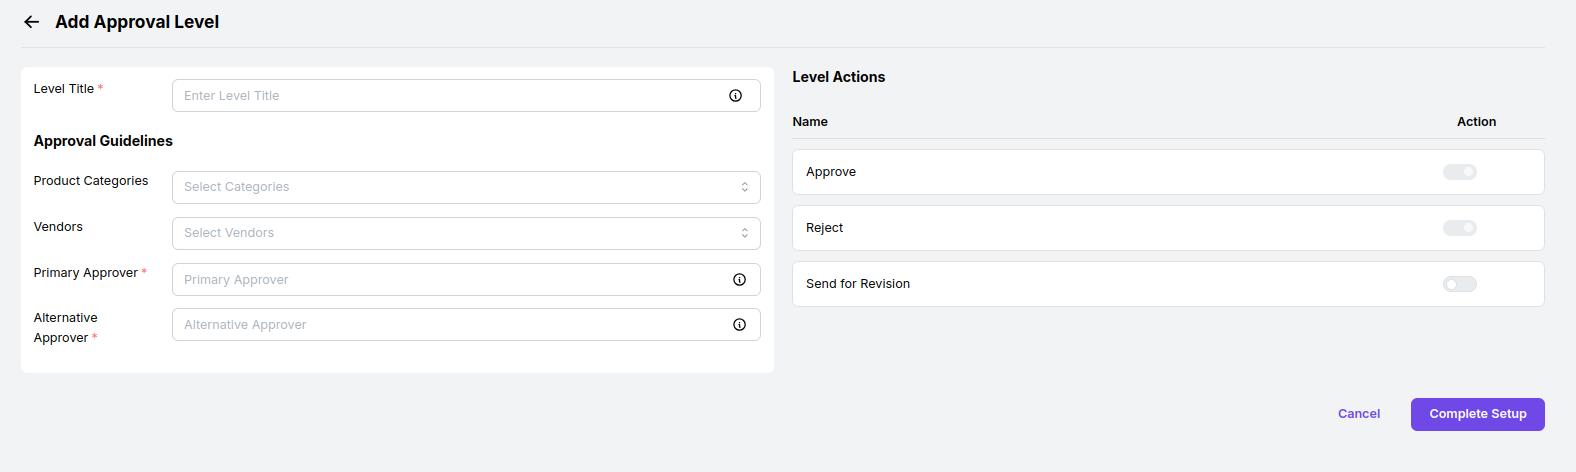 Add Approval Level
Level Title *
Enter Level Title
Approval Guidelines
Product Categories
Select Categories
Vendors
Select Vendors
Primary Approver *
Primary Approver
Alternative
Approver *
Alternative Approver
Level Actions
Name Action
Approve
Reject
Send for Revision
Cancel Complete Setup